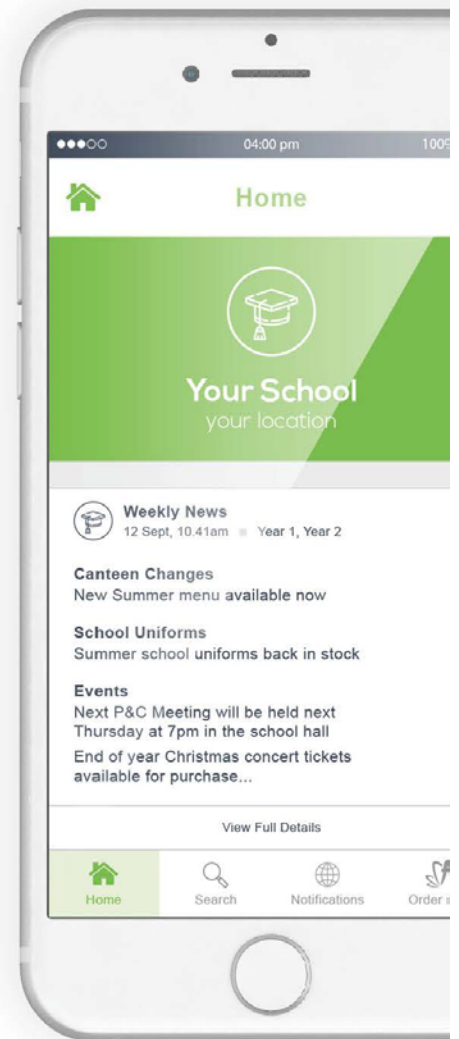 04:00 pm
Home
Your School
your location
Weekly News
12 Sept, 10.41am Year 1, Year 2
Canteen Changes
New Summer menu available now
School Uniforms
Summer school uniforms back in stock
Events
Next P&C Meeting will be held next
Thursday at 7pm in the school hall
End of year Christmas concert tickets
available for purchase...
View Full Details
Home
Search
Notifications
Order